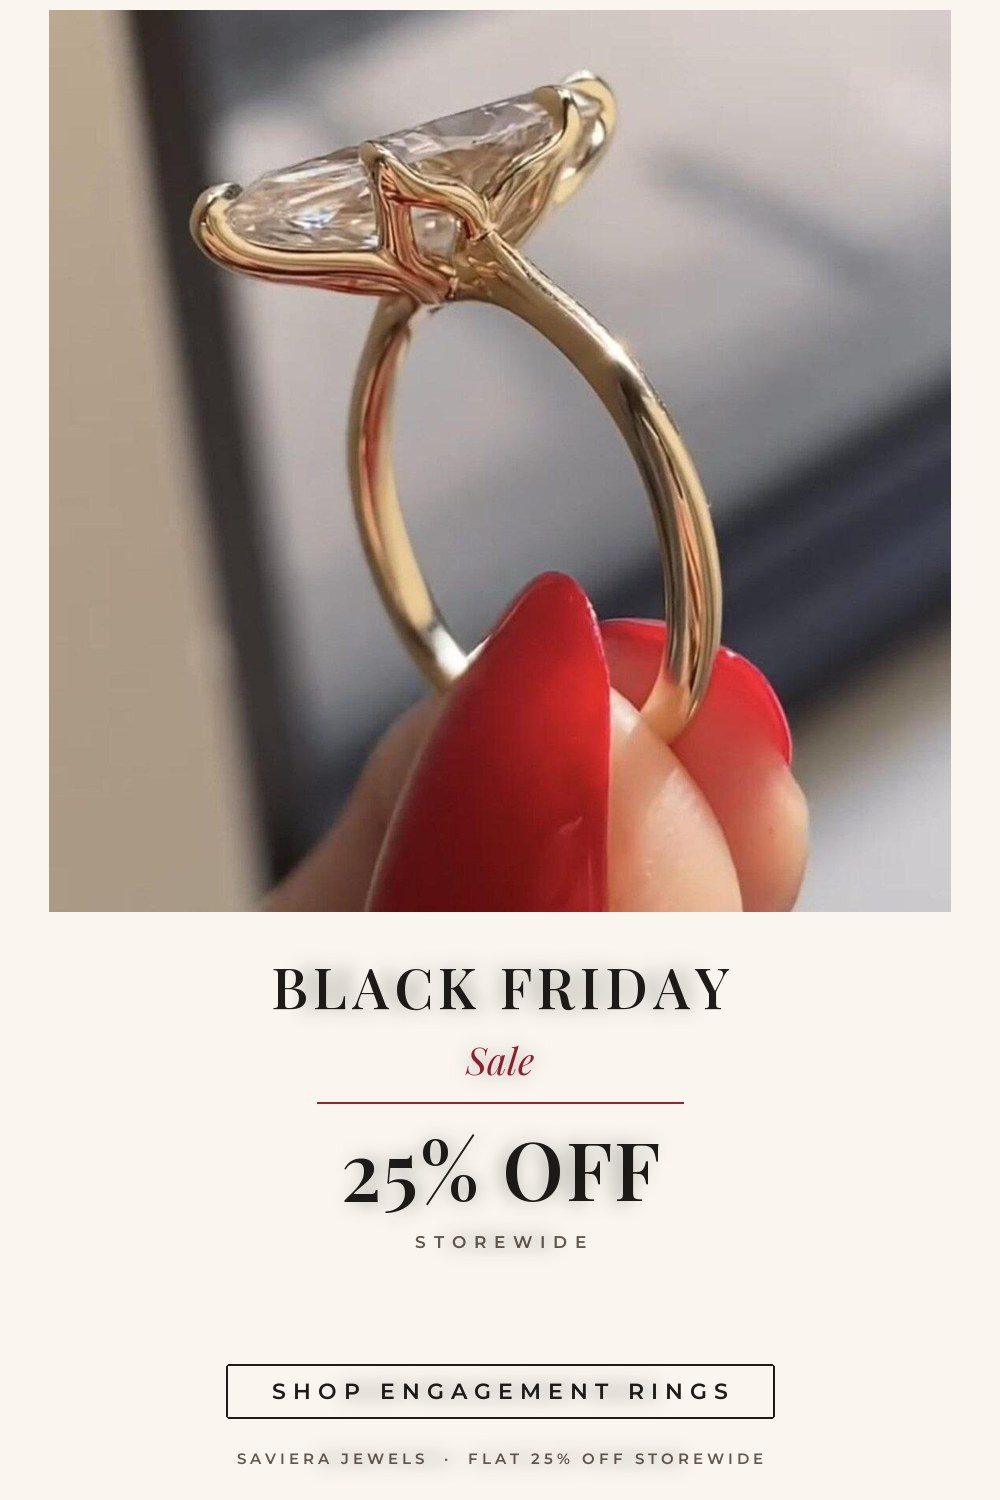 BLACK FRIDAY
Sale
25% OFF
STOREWIDE
SHOP ENGAGEMENT RINGS
SAVIERA JEWELS · FLAT 25% OFF STOREWIDE